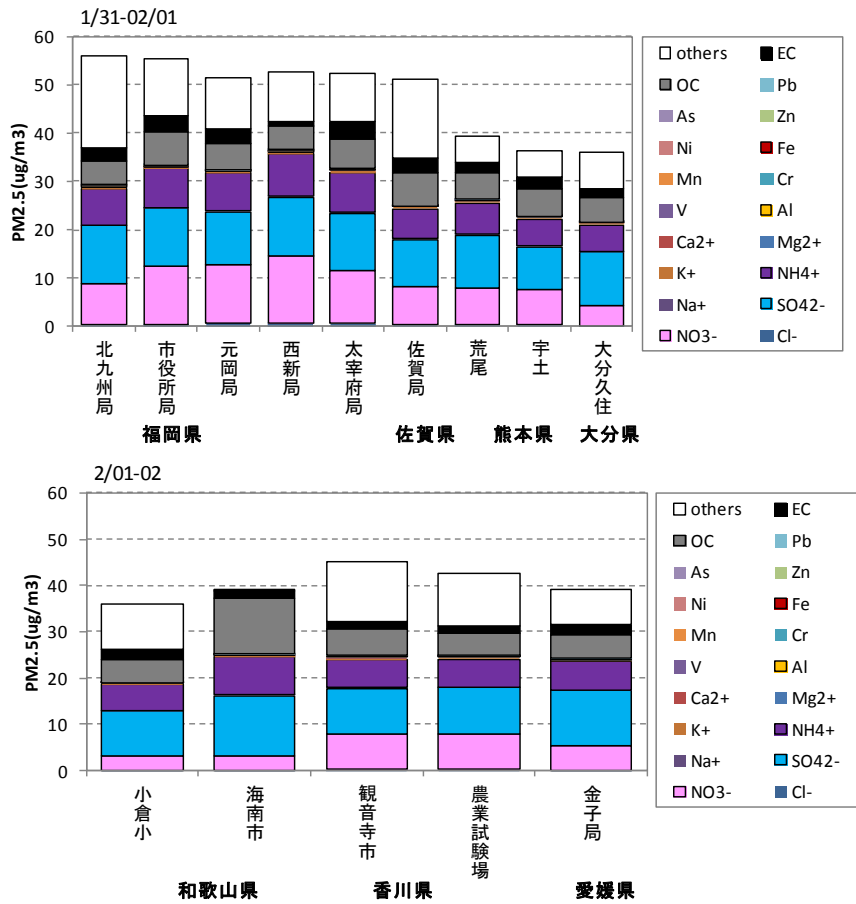 1/31-02/01
PM2.5(ug/m3)
60
50
40
30
20
10
0
北九州局
市役所局
元岡局
西新局
太宰府局
佐賀局
荒尾
宇土
大分久住
福岡県
佐賀県
熊本県
大分県
others
EC
OC
Pb
As
Zn
Ni
Fe
Mn
Cr
V
Al
Ca2+
Mg2+
K+
NH4+
Na+
SO42-
NO3-
Cl-
2/01-02
PM2.5(ug/m3)
60
50
40
30
20
10
0
小倉小
海南市
観音寺市
農業試験場
金子局
和歌山県
香川県
愛媛県
others
EC
OC
Pb
As
Zn
Ni
Fe
Mn
Cr
V
Al
Ca2+
Mg2+
K+
NH4+
Na+
SO42-
NO3-
Cl-